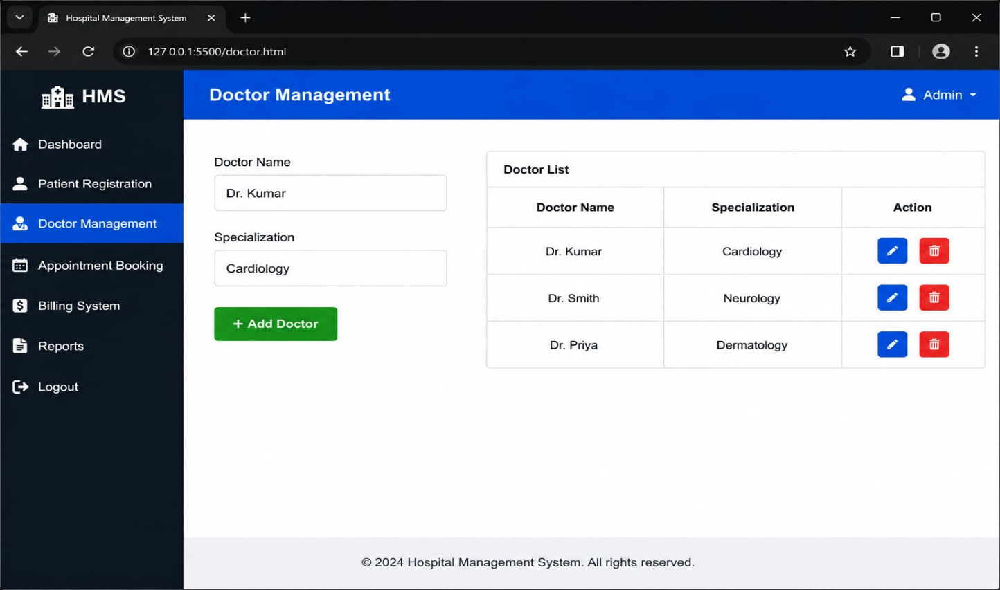 Hospital Management System
127.0.0.1:5500/doctor.html
HMS
Doctor Management
Admin
Dashboard
Patient Registration
Doctor Management
Appointment Booking
Billing System
Reports
Logout
Doctor Name
Dr. Kumar
Specialization
Cardiology
+ Add Doctor
Doctor List
Doctor Name Specialization Action
Dr. Kumar Cardiology
Dr. Smith Neurology
Dr. Priya Dermatology
© 2024 Hospital Management System. All rights reserved.